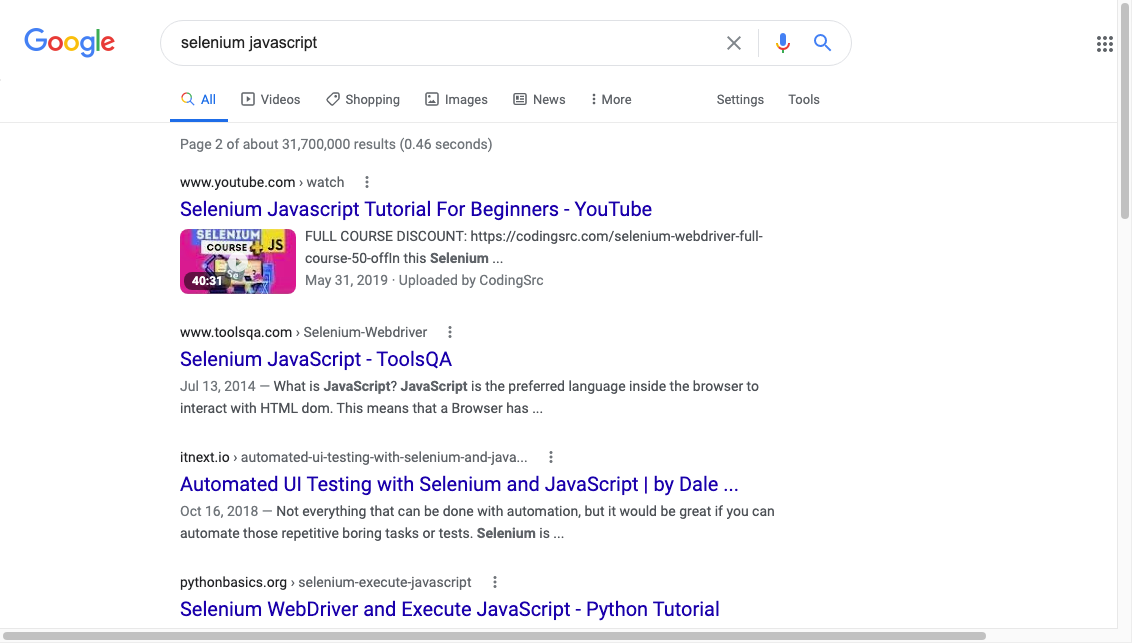 Google
selenium javascript
All Videos Shopping Images News More Settings Tools
Page 2 of about 31,700,000 results (0.46 seconds)
www.youtube.com › watch
Selenium Javascript Tutorial For Beginners - YouTube
SELENIUM
COURSE + JS
Se
40:31
FULL COURSE DISCOUNT: https://codingsrc.com/selenium-webdriver-full-
course-50-offIn this Selenium ...
May 31, 2019 · Uploaded by CodingSrc
www.toolsqa.com › Selenium-Webdriver
Selenium JavaScript - ToolsQA
Jul 13, 2014 — What is JavaScript? JavaScript is the preferred language inside the browser to
interact with HTML dom. This means that a Browser has ...
itnext.io › automated-ui-testing-with-selenium-and-java...
Automated UI Testing with Selenium and JavaScript | by Dale ...
Oct 16, 2018 — Not everything that can be done with automation, but it would be great if you can
automate those repetitive boring tasks or tests. Selenium is ...
pythonbasics.org › selenium-execute-javascript
Selenium WebDriver and Execute JavaScript - Python Tutorial